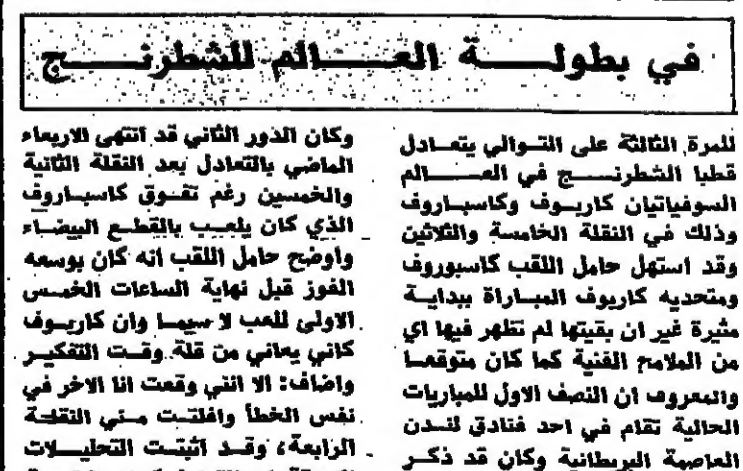 في بطولة العالم للشطرنج
للمرة الثالثة على التوالي يتعادل
قطبا الشطرنج في العالم
السوفياتيان كاربوف وكاسباروف
وذلك في النقلة الخامسة والثلاثين
وقد استهل حامل اللقب كاسبوروف
ومتحديه كاربوف المباراة ببداية
مثيرة غير ان بقيتها لم تظهر فيها اي
من الملامح الفنية كما كان متوقعا
والمعروف ان النصف الاول للمباريات
الحالية تقام في احد فنادق لندن
العاصمة البريطانية وكان قد ذكر
وكان الدور الثاني قد انتهى الاربعاء
الماضي بالتعادل بعد النقلة الثانية
والخمسين رغم تفوق كاسباروف
الذي كان يلعب بالقطع البيضاء
واوضح حامل اللقب انه كان بوسعه
الفوز قبل نهاية الساعات الخمس
الاولى للعب لا سيما وان كاربوف
كاني يعاني من قلة وقت التفكير
واضاف: الا انني وقعت انا الاخر في
نفس الخطأ وافلتت مني النقلة
الرابعة، وقد اثبتت التحليلات